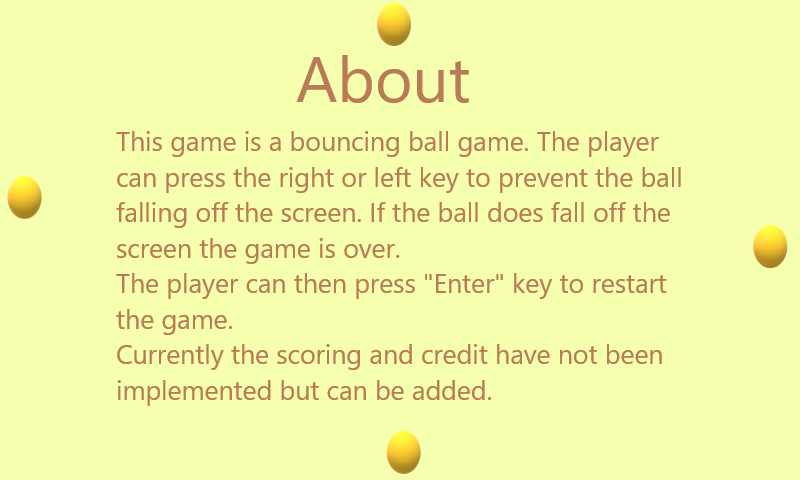 About
This game is a bouncing ball game. The player
can press the right or left key to prevent the ball
falling off the screen. If the ball does fall off the
screen the game is over.
The player can then press "Enter" key to restart
the game.
Currently the scoring and credit have not been
implemented but can be added.